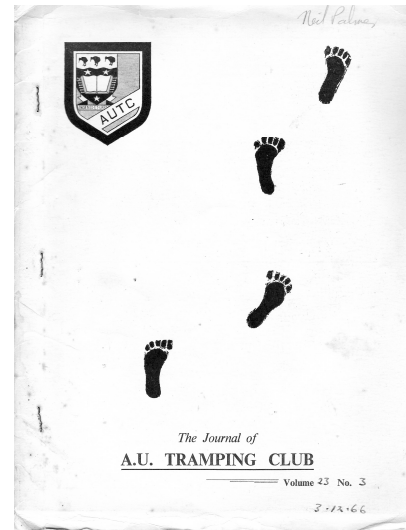 Neil Palmer
AUTC
The Journal of
A.U. TRAMPING CLUB
Volume 23 No. 3
3·12·66